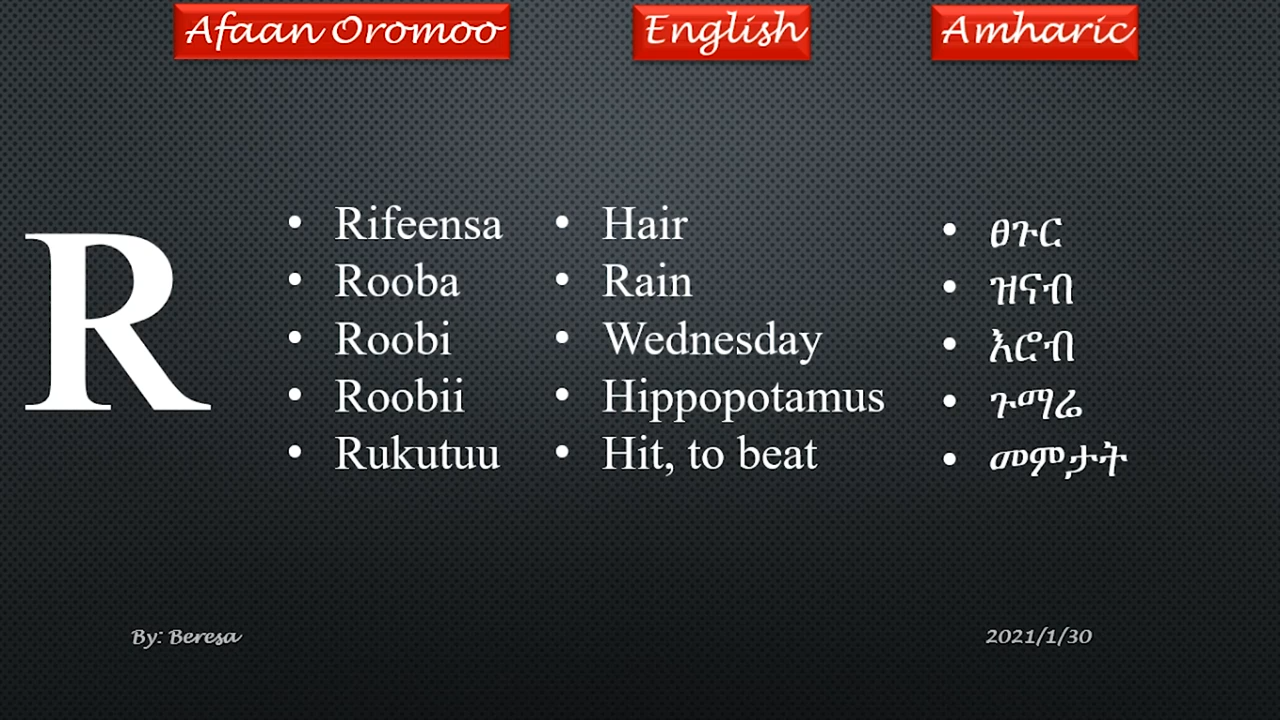 Afaan Oromoo English Amharic
R
• Rifeensa • Hair • ፀጉር
• Rooba • Rain • ዝናብ
• Roobi • Wednesday • እሮብ
• Roobii • Hippopotamus • ጉማሬ
• Rukutuu • Hit, to beat • መምታት
By: Beresa 2021/1/30